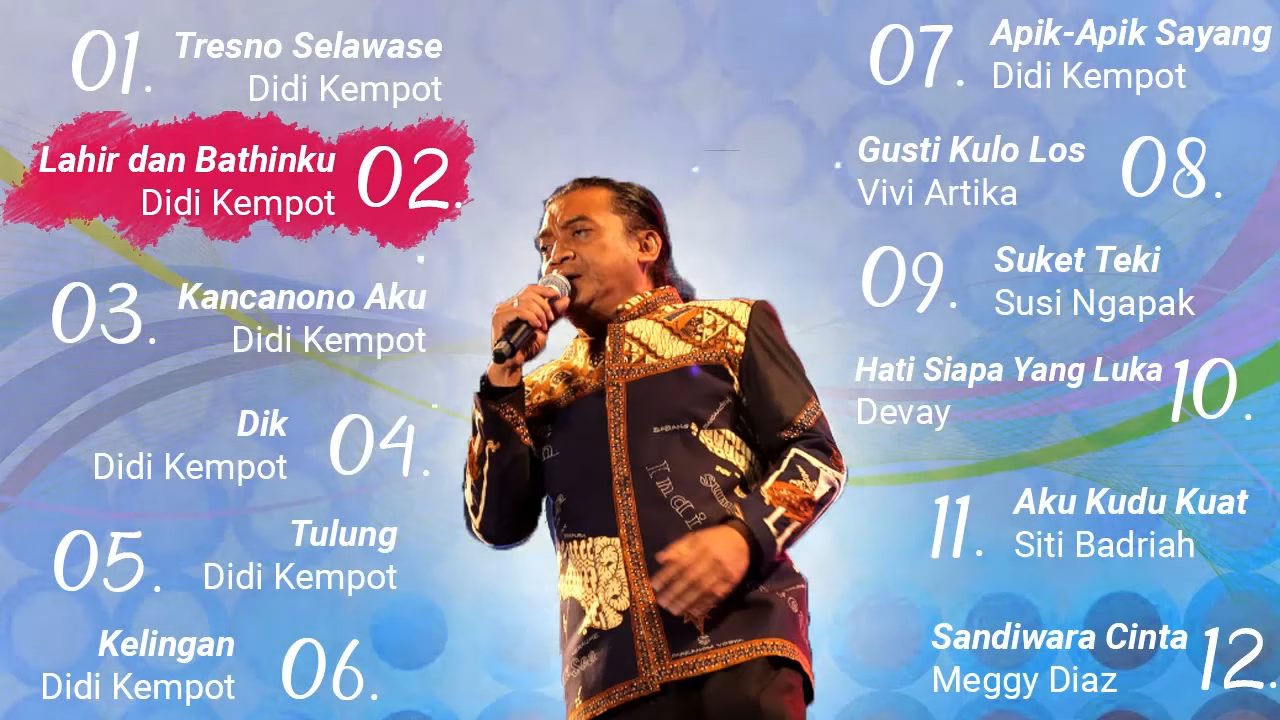 01. Tresno Selawase
Didi Kempot
Lahir dan Bathinku 02.
Didi Kempot
03. Kancanono Aku
Didi Kempot
Dik 04.
Didi Kempot
05. Tulung
Didi Kempot
Kelingan 06.
Didi Kempot
07. Apik-Apik Sayang
Didi Kempot
Gusti Kulo Los 08.
Vivi Artika
09. Suket Teki
Susi Ngapak
Hati Siapa Yang Luka 10.
Devay
11. Aku Kudu Kuat
Siti Badriah
Sandiwara Cinta 12.
Meggy Diaz